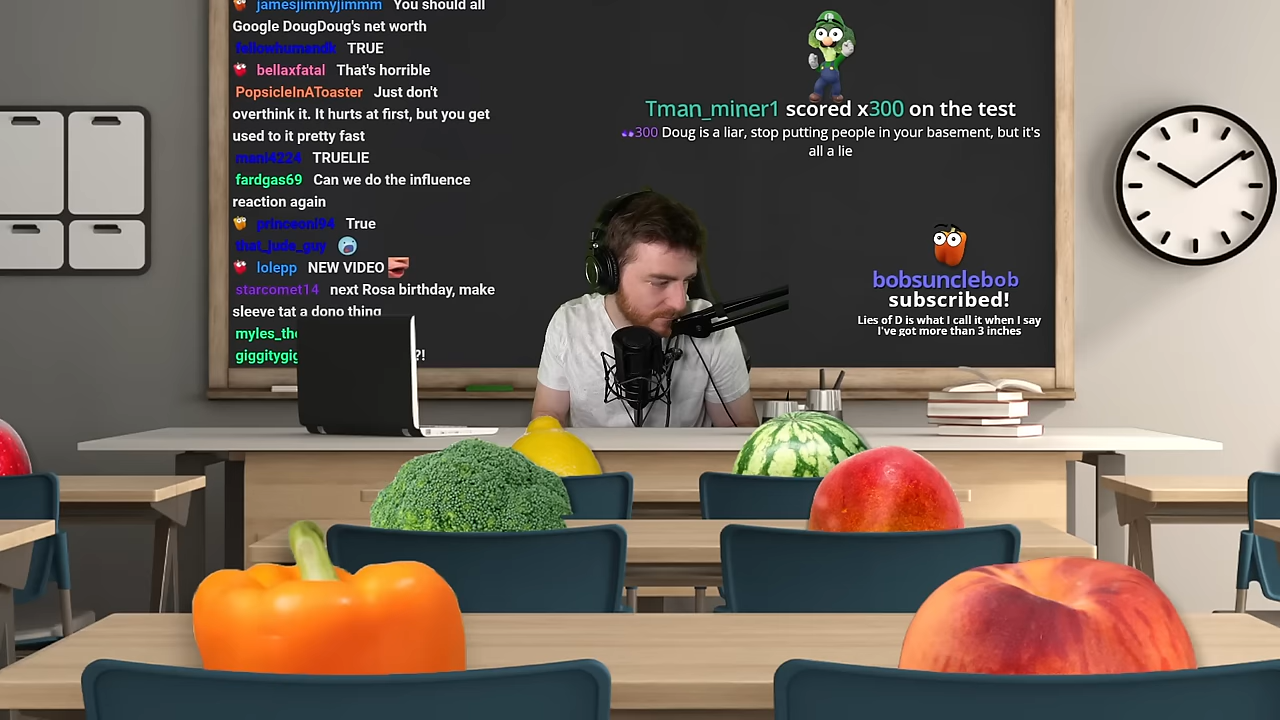 jamesjimmyjimmm You should all
Google DougDoug's net worth
fellowhumandk TRUE
bellaxfatal That's horrible
PopsicleInAToaster Just don't
overthink it. It hurts at first, but you get
used to it pretty fast
mani4224 TRUELIE
fardgas69 Can we do the influence
reaction again
princeoni94 True
that_jude_guy
lolepp NEW VIDEO
starcomet14 next Rosa birthday, make
sleeve tat a dono thing
?!
Tman_miner1 scored x300 on the test
300 Doug is a liar, stop putting people in your basement, but it's
all a lie
bobsunclebob
subscribed!
Lies of D is what I call it when I say
I've got more than 3 inches